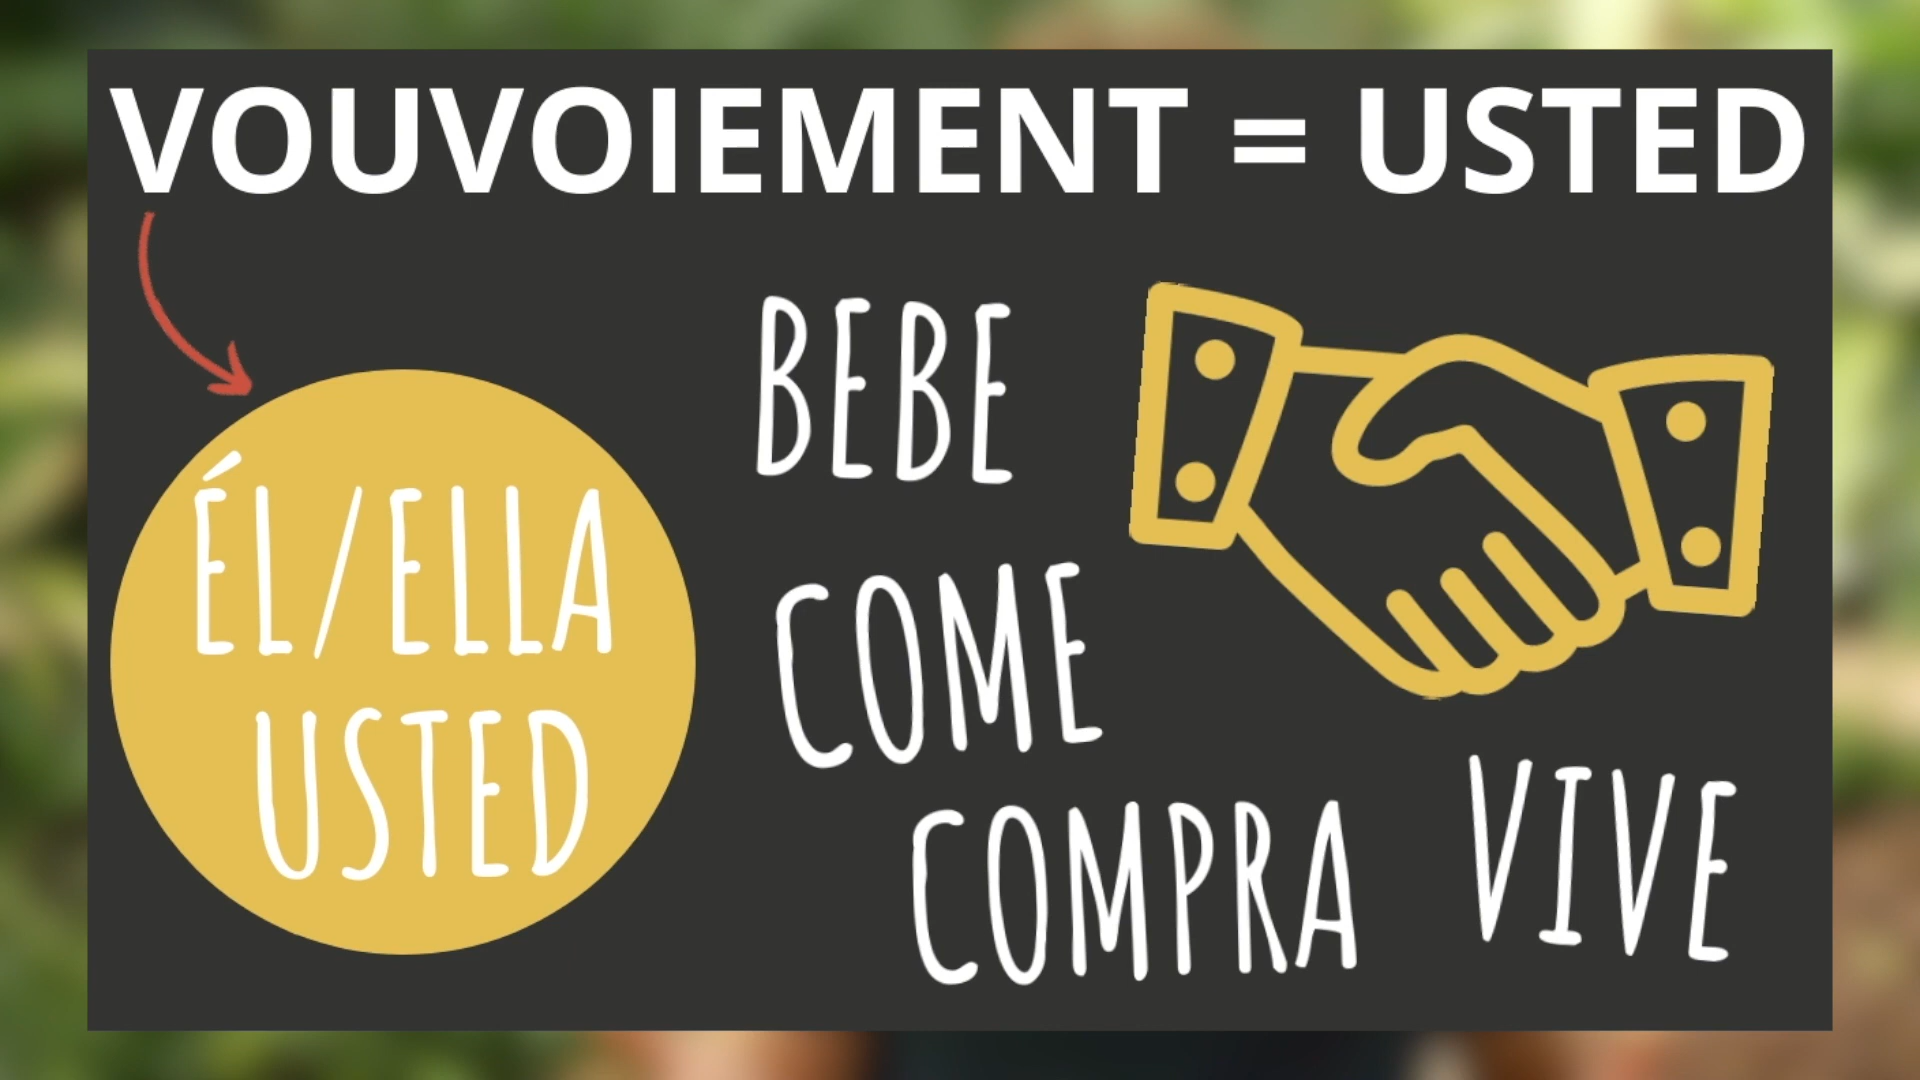 VOUVOIEMENT = USTED
ÉL/ELLA
USTED
BEBE
COME
COMPRA
VIVE